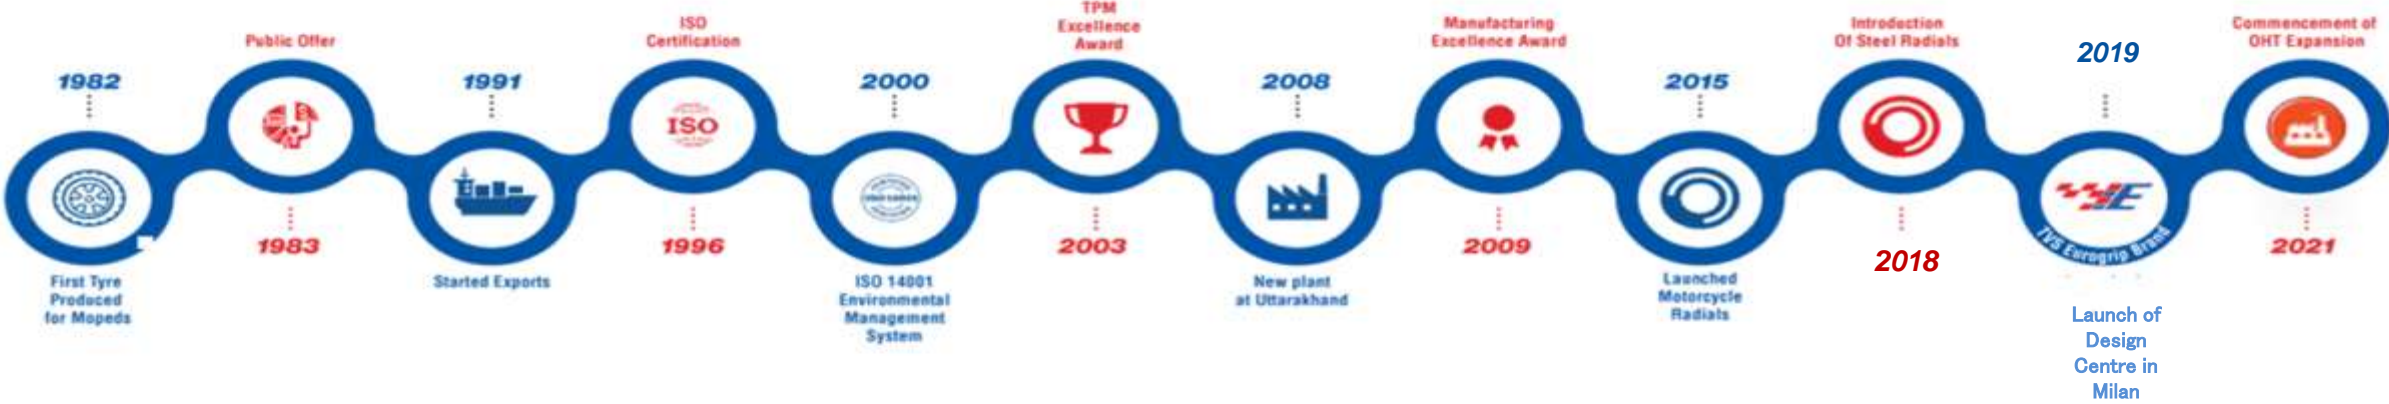 1982
First Tyre
Produced
for Mopeds
Public Offer
1983
1991
Started Exports
ISO
Certification
ISO
1996
2000
ISO 14001
Environmental
Management
System
TPM
Excellence
Award
2003
2008
New plant
at Uttarakhand
Manufacturing
Excellence Award
2009
2015
Launched
Motorcycle
Radials
Introduction
Of Steel Radials
2018
2019
TVS Eurogrip Brand
Launch of
Design
Centre in
Milan
Commencement of
OHT Expansion
2021